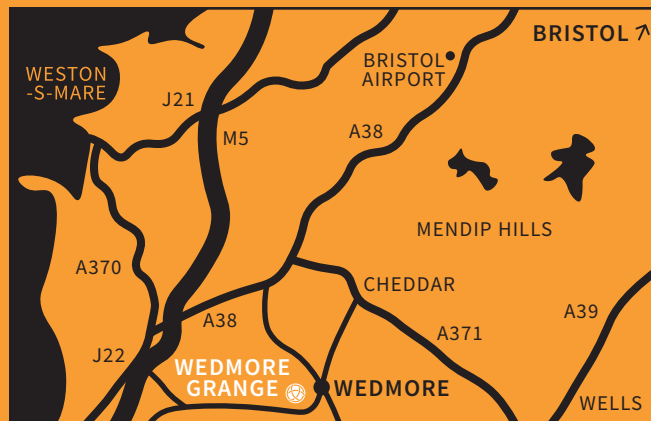 BRISTOL
BRISTOL
AIRPORT
WESTON
-S-MARE
J21
M5
A38
MENDIP HILLS
A370
CHEDDAR
A39
A38
A371
J22
WEDMORE
GRANGE
WEDMORE
WELLS